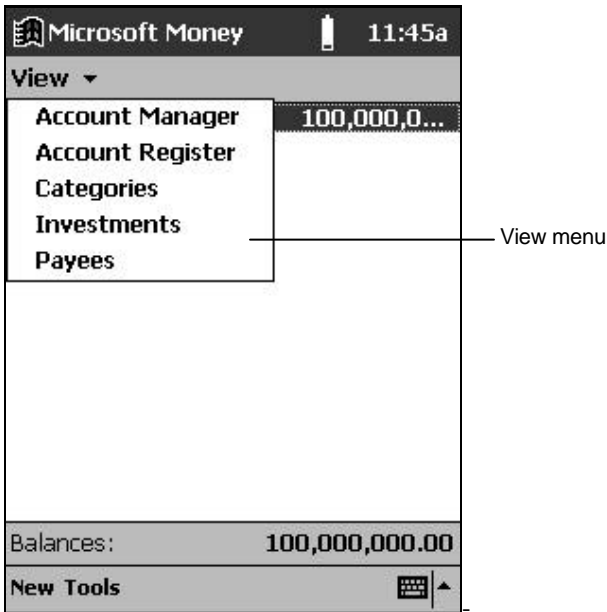 Microsoft Money 11:45a
View
Account Manager 100,000,0...
Account Register
Categories
Investments
View menu
Payees
Balances: 100,000,000.00
New Tools